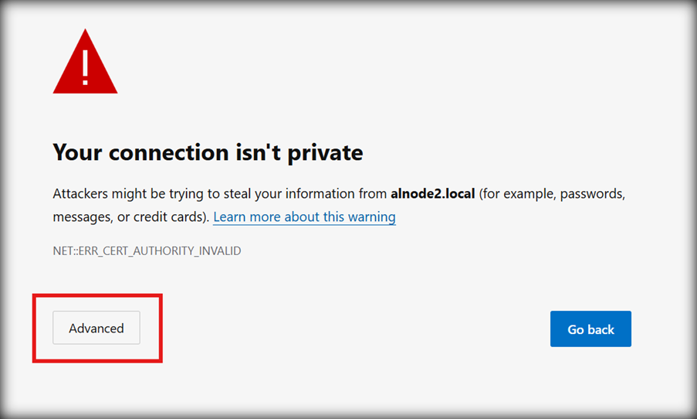 Your connection isn't private
Attackers might be trying to steal your information from alnode2.local (for example, passwords,
messages, or credit cards). Learn more about this warning
NET::ERR_CERT_AUTHORITY_INVALID
Advanced
Go back